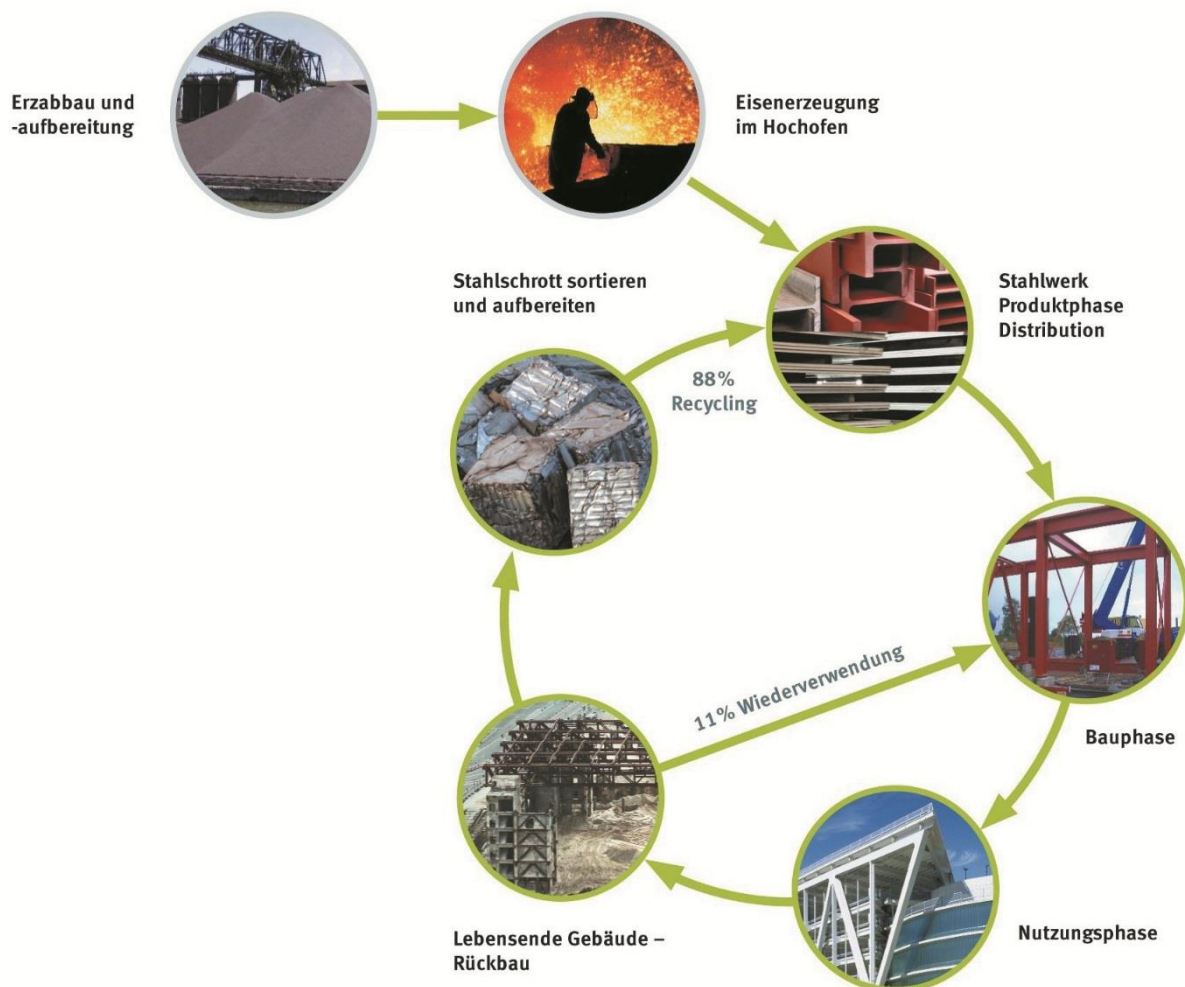 Erzabbau und
-aufbereitung
Eisenerzeugung
im Hochofen
Stahlschrott sortieren
und aufbereiten
Stahlwerk
Produktphase
Distribution
88%
Recycling
11% Wiederverwendung
Bauphase
Lebensende Gebäude –
Rückbau
Nutzungsphase